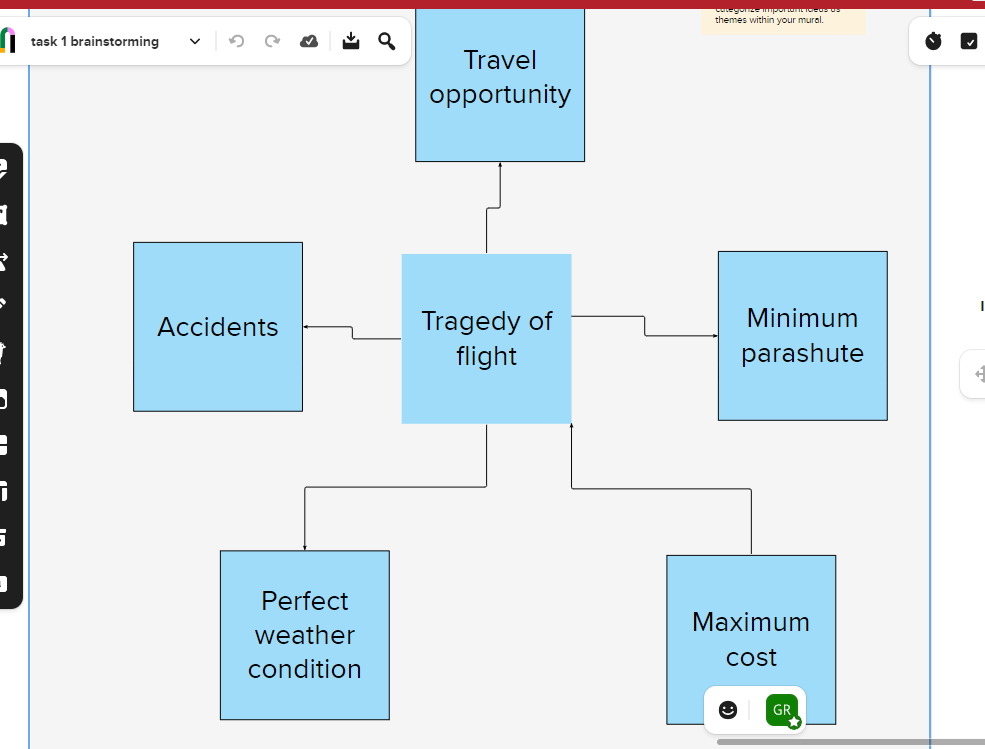 categorize important ideas as
themes within your mural.
task 1 brainstorming
Travel
opportunity
Accidents
Tragedy of
flight
Minimum
parashute
Perfect
weather
condition
Maximum
cost
GR